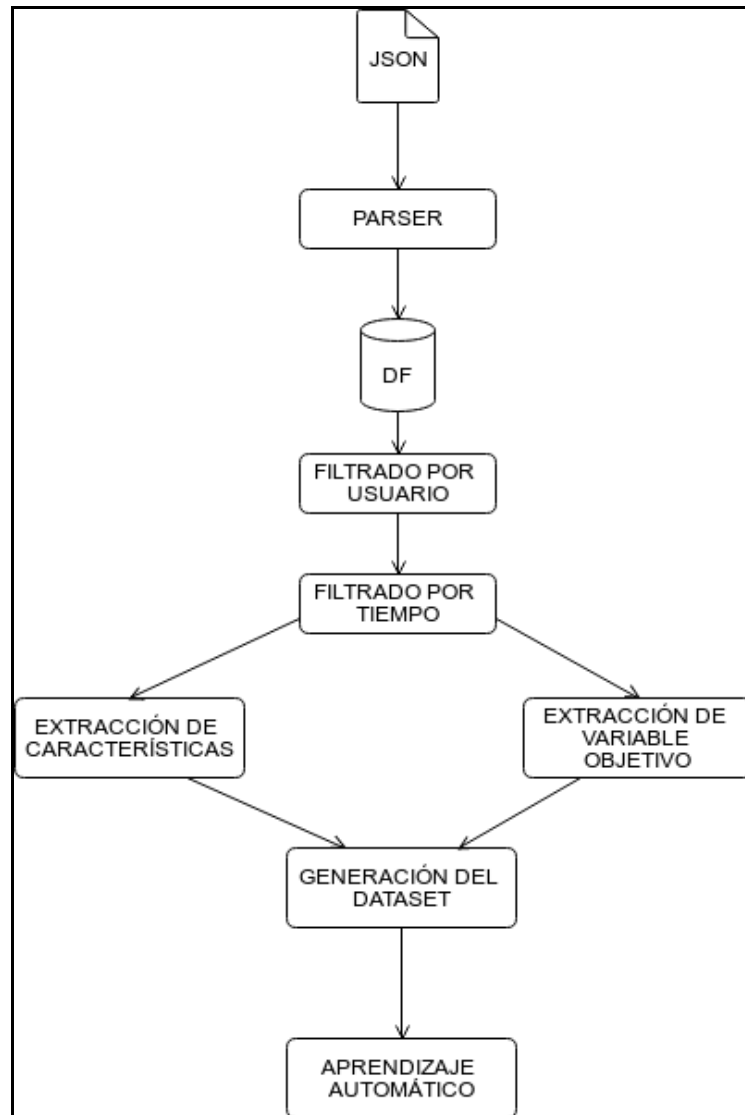 JSON
PARSER
DF
FILTRADO POR
USUARIO
FILTRADO POR
TIEMPO
EXTRACCIÓN DE
CARACTERÍSTICAS
EXTRACCIÓN DE
VARIABLE
OBJETIVO
GENERACIÓN DEL
DATASET
APRENDIZAJE
AUTOMÁTICO